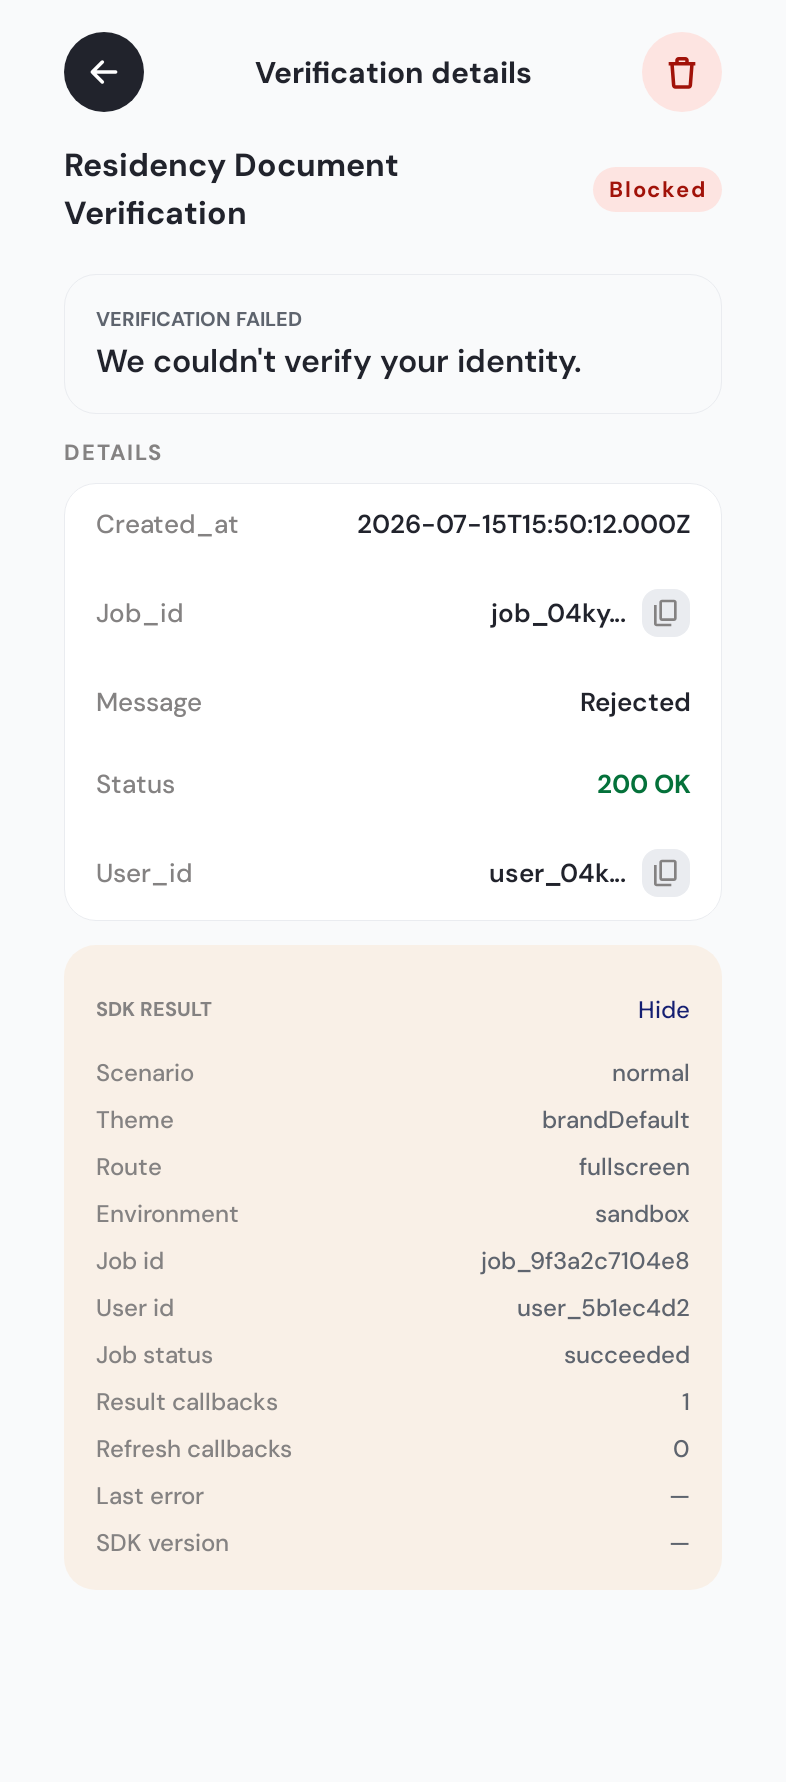 Verification details
Residency Document
Verification
Blocked
VERIFICATION FAILED
We couldn't verify your identity.
DETAILS
Created_at 2026-07-15T15:50:12.000Z
Job_id job_04ky...
Message Rejected
Status 200 OK
User_id user_04k...
SDK RESULT Hide
Scenario normal
Theme brandDefault
Route fullscreen
Environment sandbox
Job id job_9f3a2c7104e8
User id user_5b1ec4d2
Job status succeeded
Result callbacks 1
Refresh callbacks 0
Last error —
SDK version —